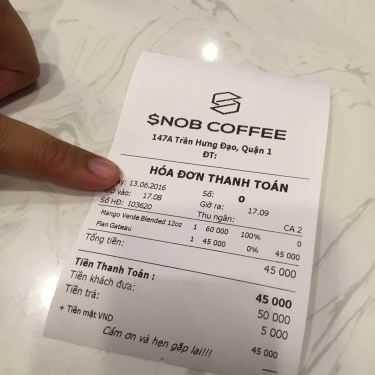 $NOB COFFEE
147A Trần Hưng Đạo, Quận 1
ĐT:
HÓA ĐƠN THANH TOÁN
13.06.2016 Số: 0
vào: 17.08 Giờ ra: 17.09
Số HĐ: 103620 Thu ngân: CA 2
Mango Verde Blended 12oz 1 60 000 100% 0
Flan Gateau 1 45 000 0% 45 000
Tổng tiền: 45 000
Tiền Thanh Toán : 45 000
Tiền khách đưa: 50 000
Tiền trả: 5 000
+ Tiền mặt VND 45 000
Cám ơn và hẹn gặp lại!!!